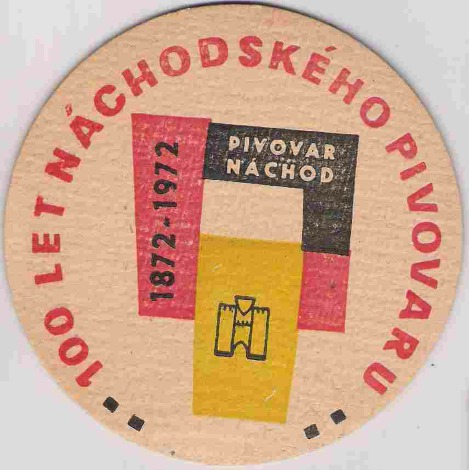 100 LET NÁCHODSKÉHO PIVOVARU
1872-1972
PIVOVAR
NÁCHOD